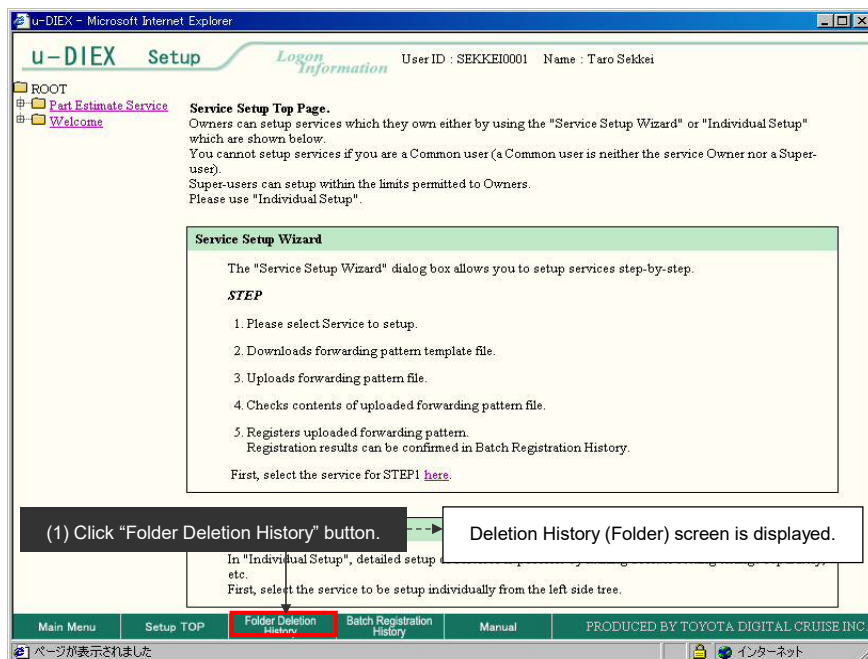 u-DIEX - Microsoft Internet Explorer
u-DIEX Setup Logon Information User ID : SEKKEI0001 Name : Taro Sekkei
ROOT
Part Estimate Service
Welcome
Service Setup Top Page.
Owners can setup services which they own either by using the "Service Setup Wizard" or "Individual Setup"
which are shown below.
You cannot setup services if you are a Common user (a Common user is neither the service Owner nor a Super-
user).
Super-users can setup within the limits permitted to Owners.
Please use "Individual Setup".
Service Setup Wizard
The "Service Setup Wizard" dialog box allows you to setup services step-by-step.
STEP
1. Please select Service to setup.
2. Downloads forwarding pattern template file.
3. Uploads forwarding pattern file.
4. Checks contents of uploaded forwarding pattern file.
5. Registers uploaded forwarding pattern.
Registration results can be confirmed in Batch Registration History.
First, select the service for STEP1 here.
(1) Click “Folder Deletion History” button.
Deletion History (Folder) screen is displayed.
In "Individual Setup", detailed setup
etc.
First, select the service to be setup individually from the left side tree.
Main Menu Setup TOP Folder Deletion History Batch Registration History Manual PRODUCED BY TOYOTA DIGITAL CRUISE INC.
ページが表示されました インターネット